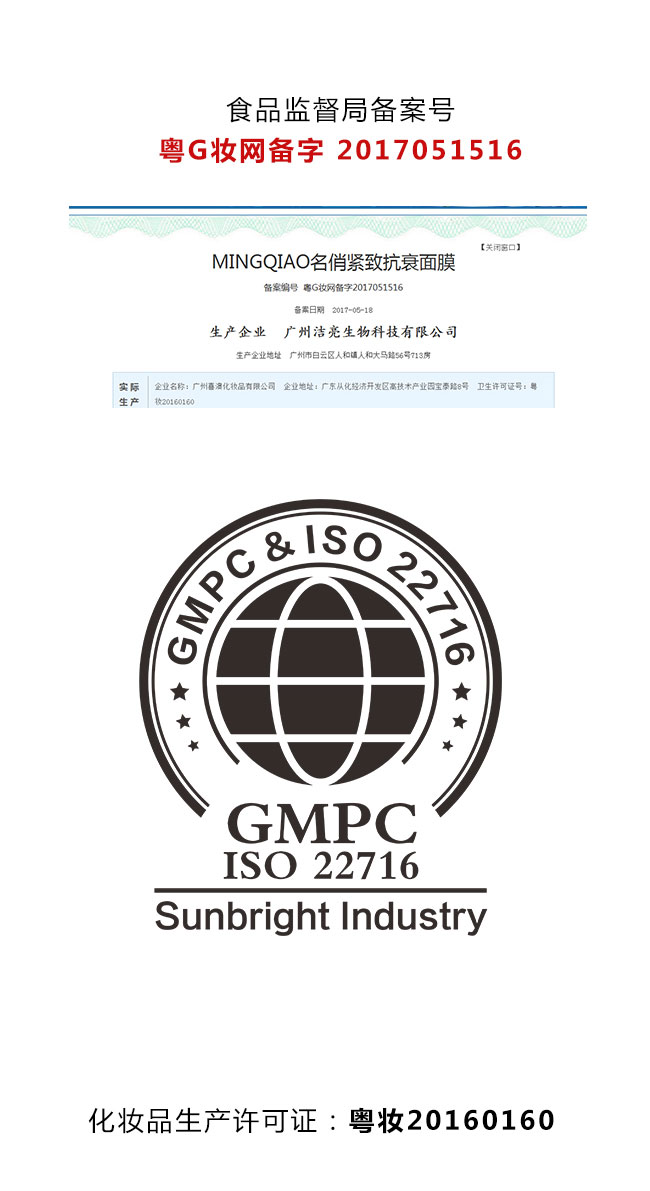 食品监督局备案号
粤G妆网备字 2017051516
【关闭窗口】
MINGQIAO名俏紧致抗衰面膜
备案编号 粤G妆网备字2017051516
备案日期 2017-05-18
生产企业 广州洁亮生物科技有限公司
生产企业地址 广州市白云区人和镇人和大马路56号713房
实际 企业名称：广州喜澳化妆品有限公司 企业地址：广东从化经济开发区高技术产业园宝泰路8号 卫生许可证号：粤
生产 妆20160160
GMPC & ISO 22716
GMPC
ISO 22716
Sunbright Industry
化妆品生产许可证：粤妆20160160